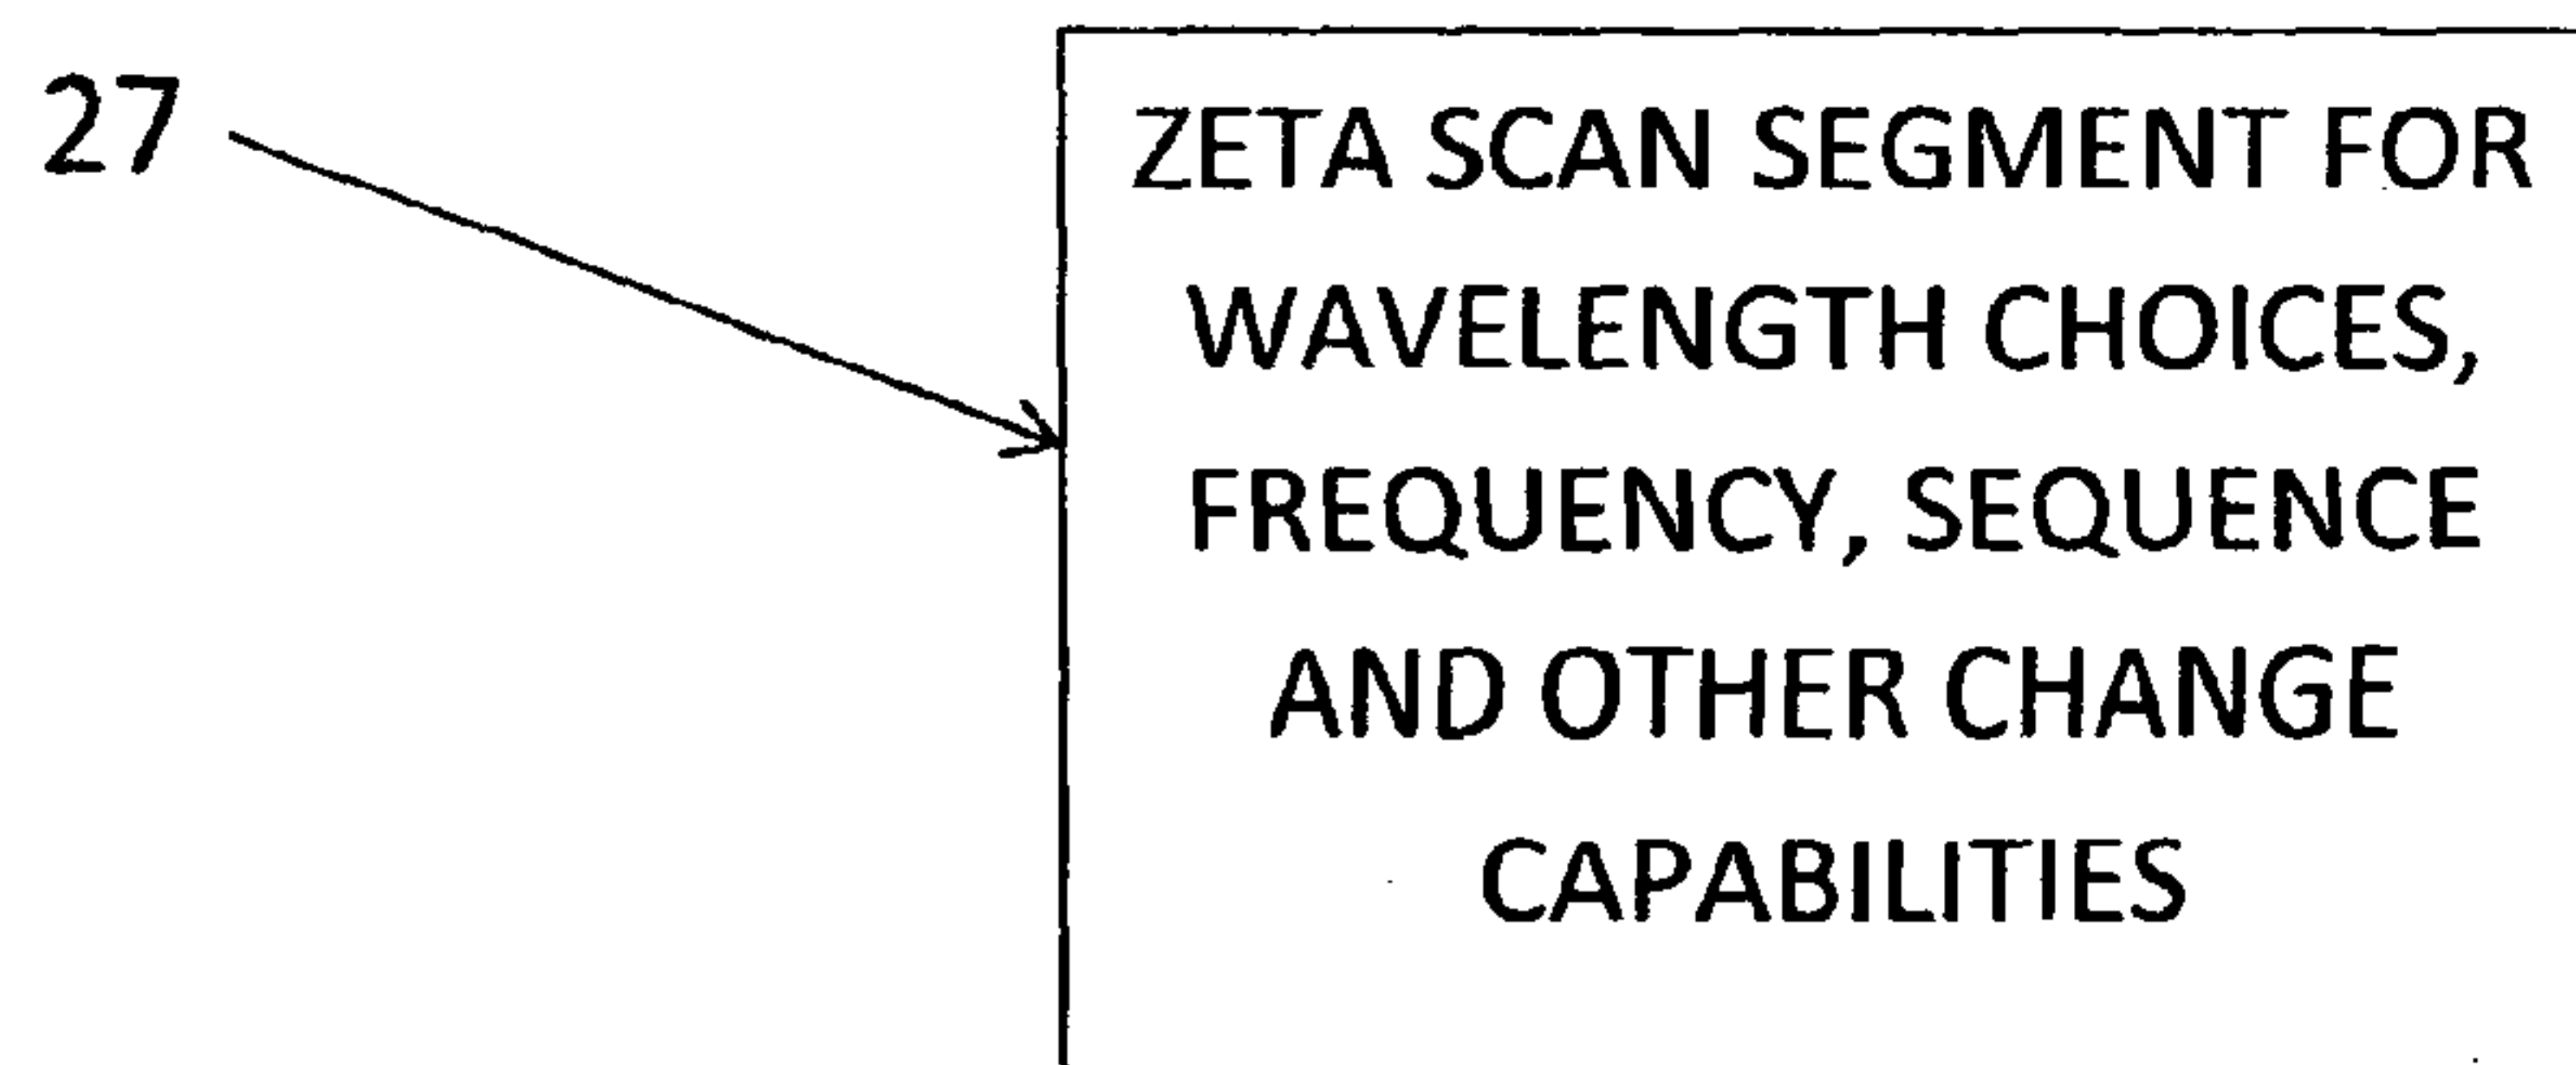 27
ZETA SCAN SEGMENT FOR
WAVELENGTH CHOICES,
FREQUENCY, SEQUENCE
AND OTHER CHANGE
CAPABILITIES